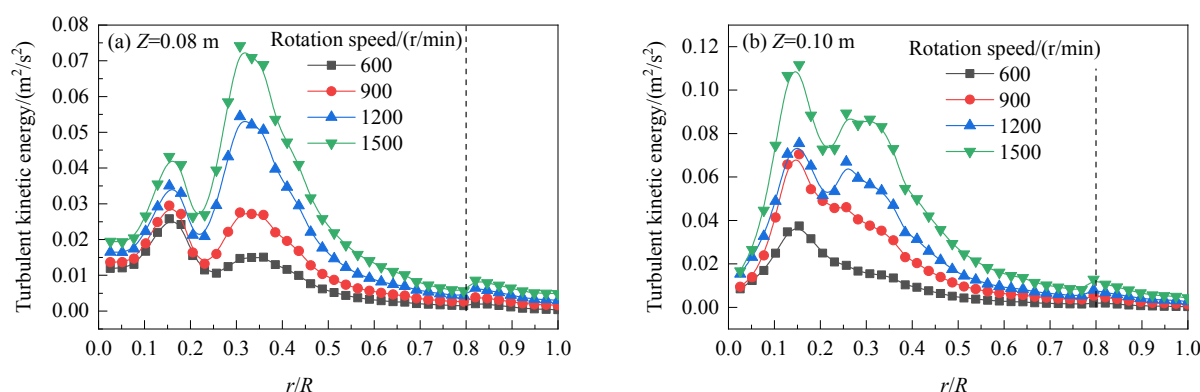 (a) Z=0.08 m
Rotation speed/(r/min)
600
900
1200
1500
Turbulent kinetic energy/(m²/s²)
0.08
0.07
0.06
0.05
0.04
0.03
0.02
0.01
0.00
0.0 0.1 0.2 0.3 0.4 0.5 0.6 0.7 0.8 0.9 1.0
r/R
(b) Z=0.10 m
Rotation speed/(r/min)
600
900
1200
1500
Turbulent kinetic energy/(m²/s²)
0.12
0.10
0.08
0.06
0.04
0.02
0.00
0.0 0.1 0.2 0.3 0.4 0.5 0.6 0.7 0.8 0.9 1.0
r/R